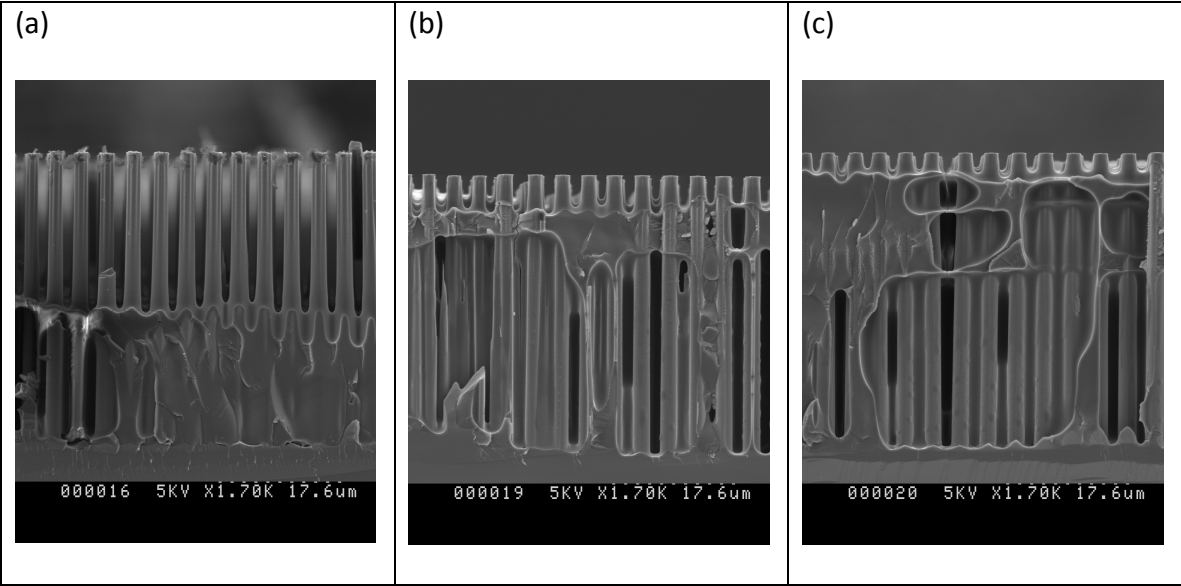 (a)
(b)
(c)
000016 5KV X1.70K 17.6um
000019 5KV X1.70K 17.6um
000020 5KV X1.70K 17.6um